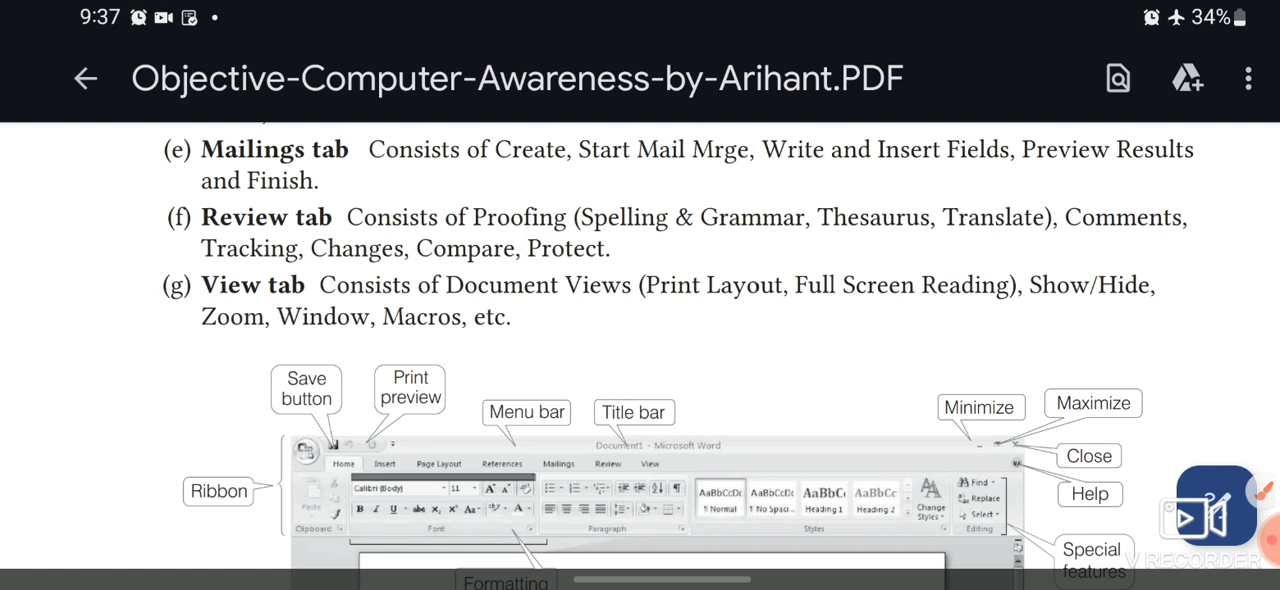 9:37
34%
Objective-Computer-Awareness-by-Arihant.PDF
(e) Mailings tab Consists of Create, Start Mail Mrge, Write and Insert Fields, Preview Results
and Finish.
(f) Review tab Consists of Proofing (Spelling & Grammar, Thesaurus, Translate), Comments,
Tracking, Changes, Compare, Protect.
(g) View tab Consists of Document Views (Print Layout, Full Screen Reading), Show/Hide,
Zoom, Window, Macros, etc.
Save
button
Print
preview
Menu bar
Title bar
Minimize
Maximize
Document1 - Microsoft Word
Close
Home Insert Page Layout References Mailings Review View
Ribbon
Help
Calibri (Body) 11
AaBbCcDc AaBbCcDc AaBbC AaBbCc
Find
Replace
Select
Paste
B I U abc X₂ X² Aa A
¶ Normal ¶ No Spaci... Heading 1 Heading 2
Change
Styles
Clipboard Font Paragraph Styles Editing
Special
features
Formatting
V RECORDER